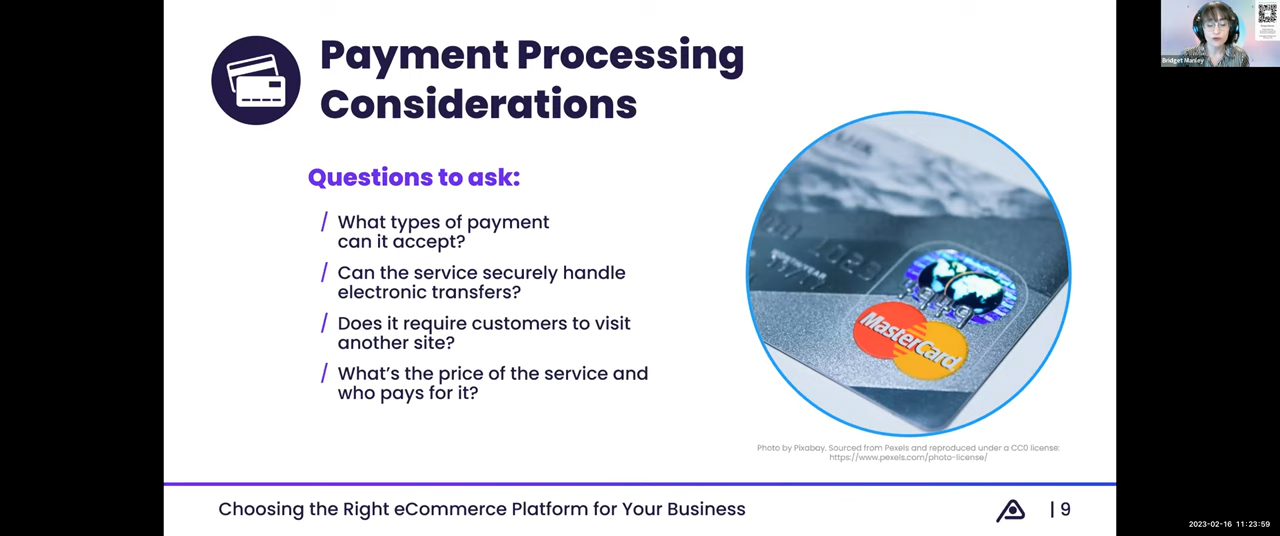 Payment Processing
Considerations
Questions to ask:
/ What types of payment
can it accept?
/ Can the service securely handle
electronic transfers?
/ Does it require customers to visit
another site?
/ What's the price of the service and
who pays for it?
MasterCard
Photo by Pixabay. Sourced from Pexels and reproduced under a CC0 license:
https://www.pexels.com/photo-license/
Choosing the Right eCommerce Platform for Your Business
| 9
Bridget Manley
2023-02-16 11:23:59